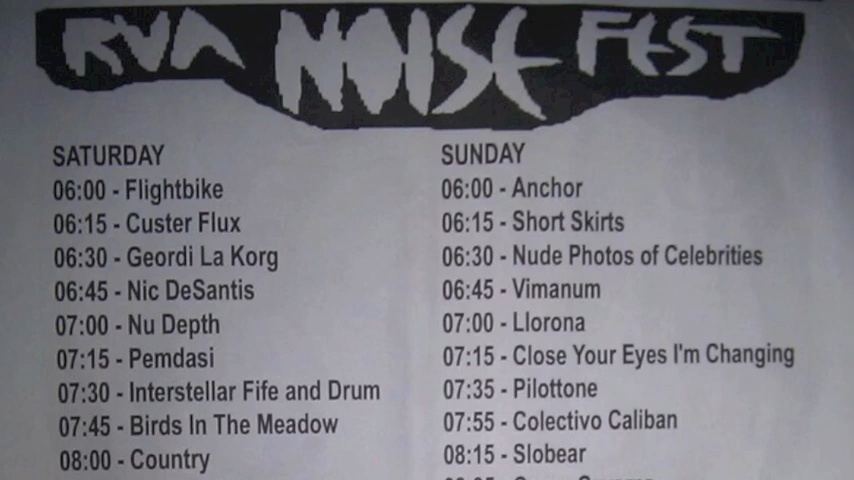 RVA NOISE FEST
SATURDAY
06:00 - Flightbike
06:15 - Custer Flux
06:30 - Geordi La Korg
06:45 - Nic DeSantis
07:00 - Nu Depth
07:15 - Pemdasi
07:30 - Interstellar Fife and Drum
07:45 - Birds In The Meadow
08:00 - Country
SUNDAY
06:00 - Anchor
06:15 - Short Skirts
06:30 - Nude Photos of Celebrities
06:45 - Vimanum
07:00 - Llorona
07:15 - Close Your Eyes I'm Changing
07:35 - Pilottone
07:55 - Colectivo Caliban
08:15 - Slobear